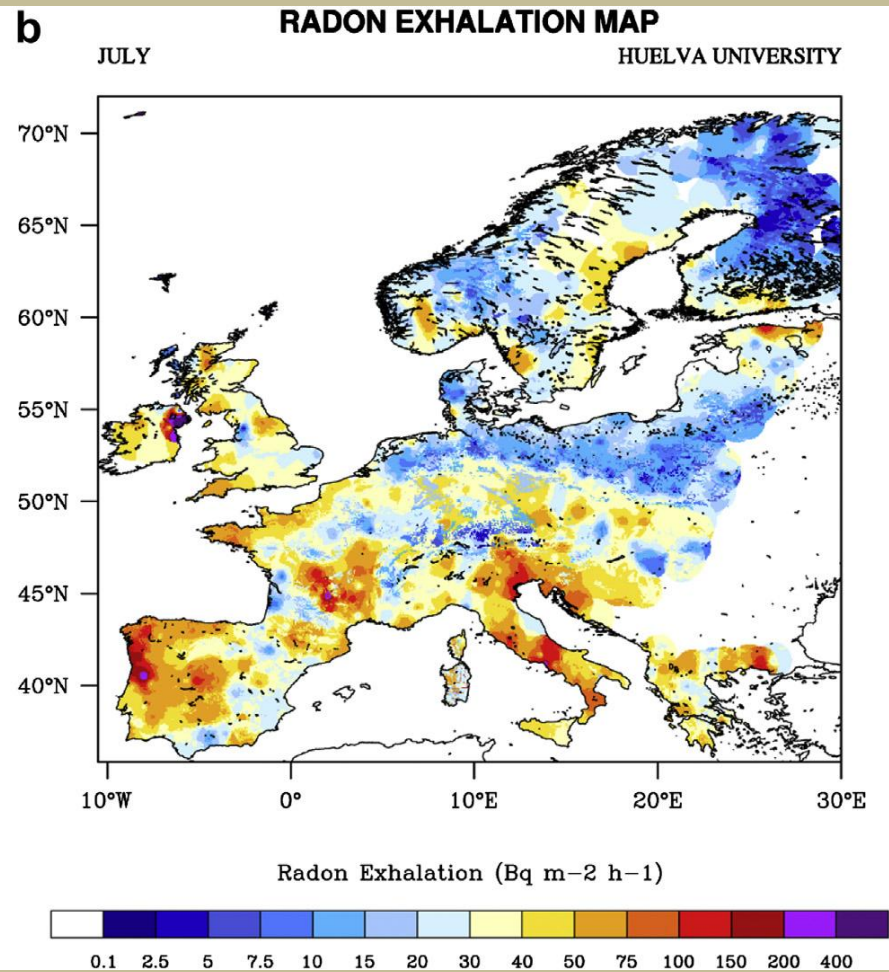 b
RADON EXHALATION MAP
JULY
HUELVA UNIVERSITY
70°N
65°N
60°N
55°N
50°N
45°N
40°N
10°W 0° 10°E 20°E 30°E
Radon Exhalation (Bq m−2 h−1)
0.1 2.5 5 7.5 10 15 20 30 40 50 75 100 150 200 400